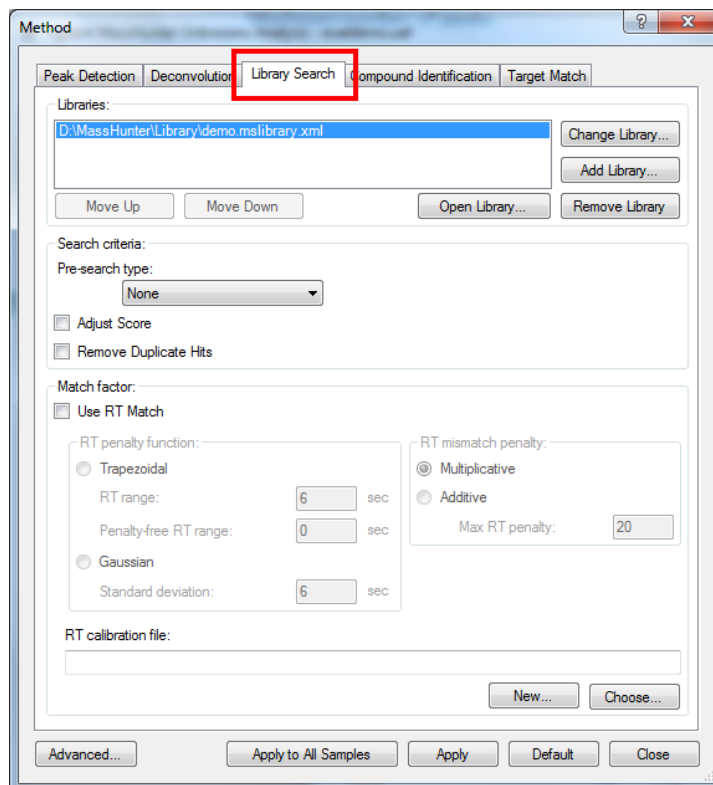 Method
Peak Detection Deconvolution Library Search Compound Identification Target Match
Libraries:
D:\MassHunter\Library\demo.mslibrary.xml
Change Library...
Add Library...
Move Up Move Down Open Library... Remove Library
Search criteria:
Pre-search type:
None
Adjust Score
Remove Duplicate Hits
Match factor:
Use RT Match
RT penalty function: RT mismatch penalty:
Trapezoidal Multiplicative
RT range: 6 sec Additive
Penalty-free RT range: 0 sec Max RT penalty: 20
Gaussian
Standard deviation: 6 sec
RT calibration file:
New... Choose...
Advanced... Apply to All Samples Apply Default Close